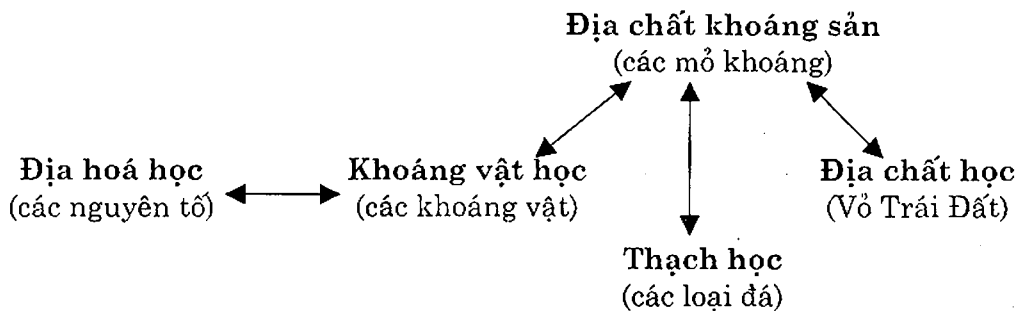 Địa chất khoáng sản
(các mỏ khoáng)
Địa hoá học
(các nguyên tố)
Khoáng vật học
(các khoáng vật)
Địa chất học
(Vỏ Trái Đất)
Thạch học
(các loại đá)